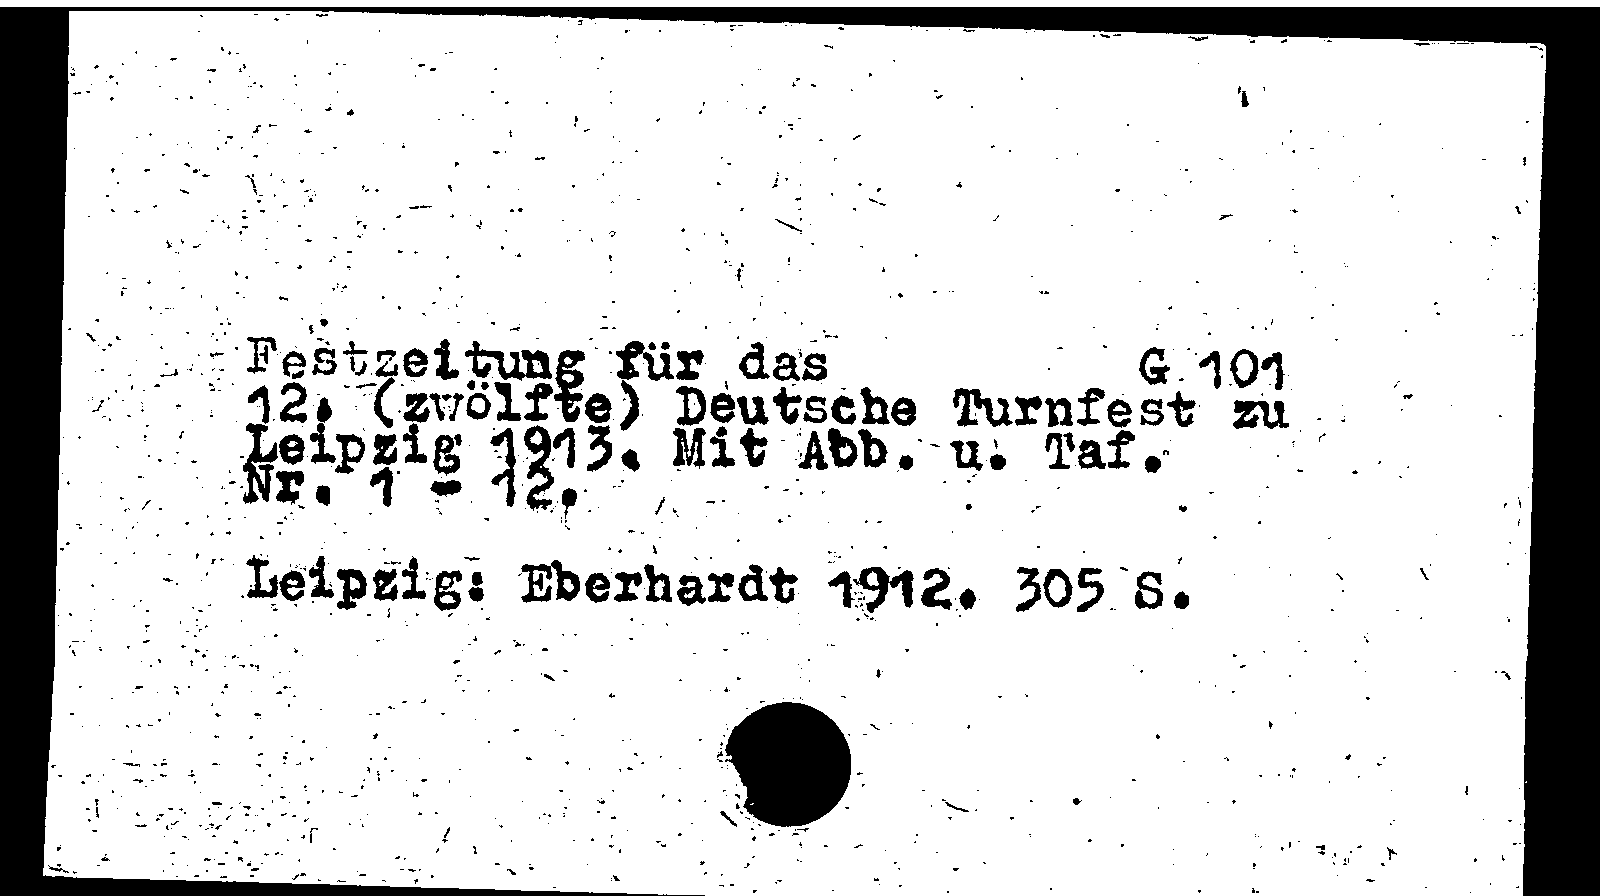 Festzeitung für das G 101
12. (zwölfte) Deutsche Turnfest zu
Leipzig 1913. Mit Abb. u. Taf.
Nr. 1 - 12.
Leipzig: Eberhardt 1912. 305 S.